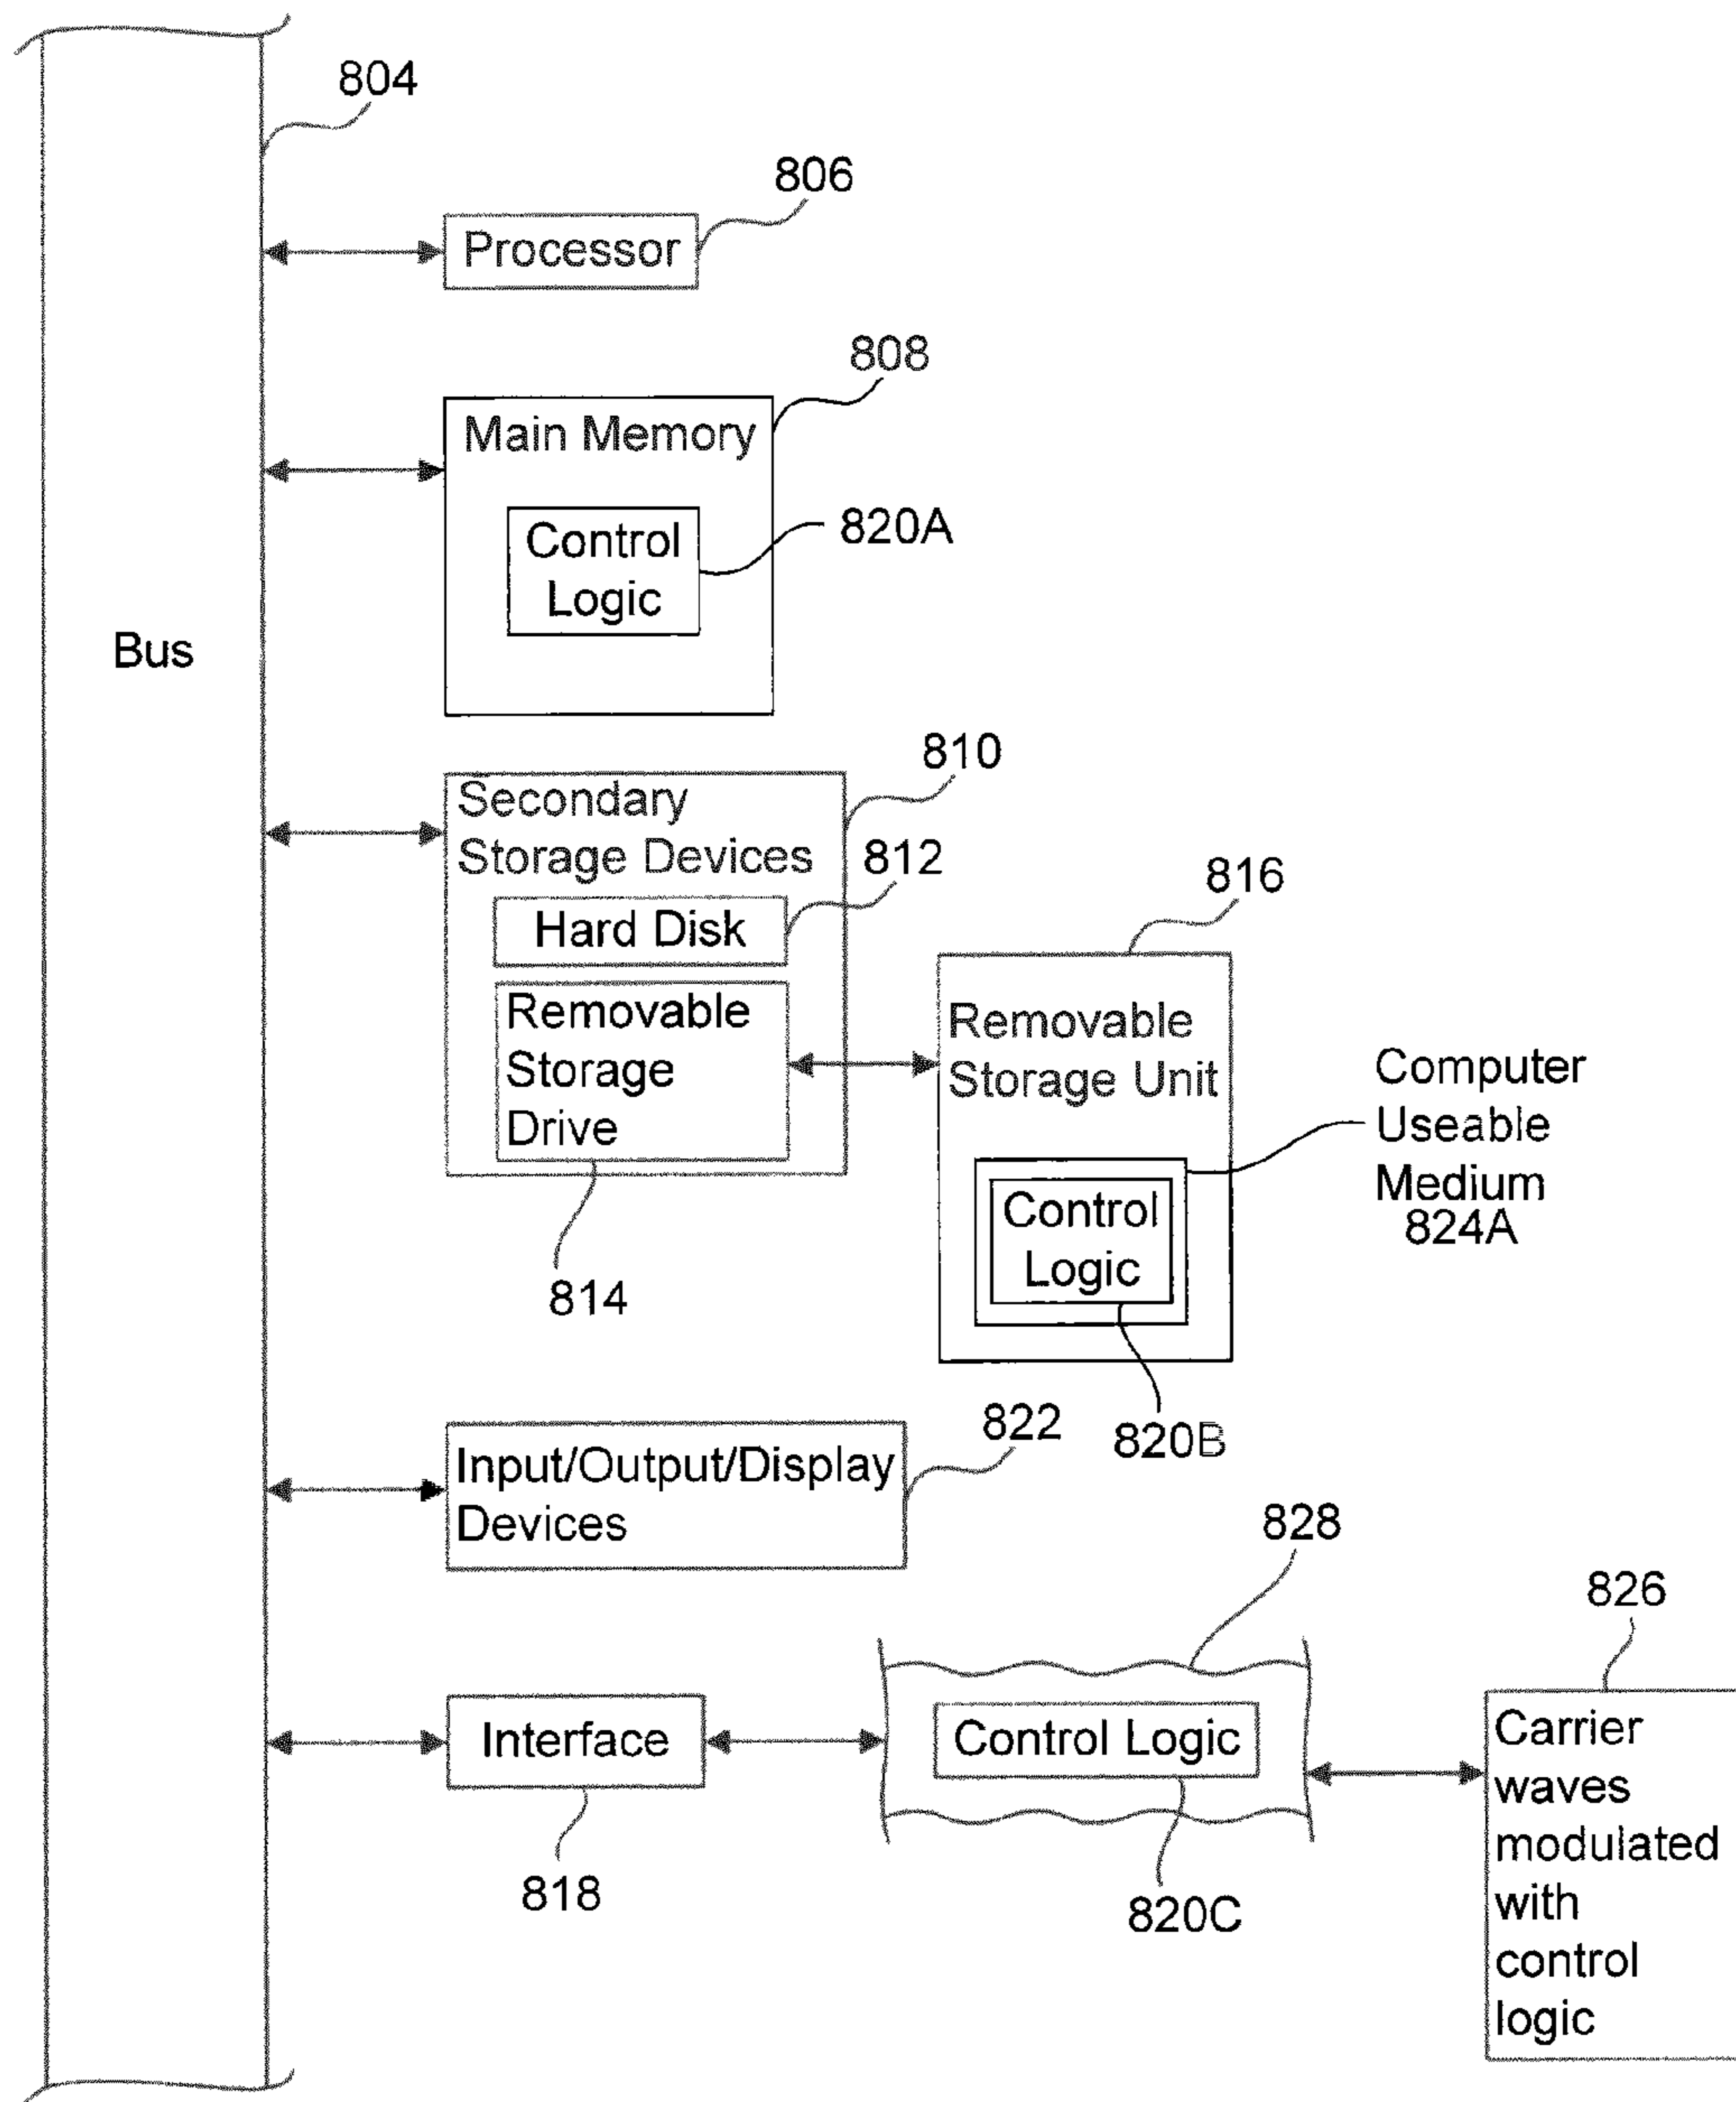 804
806
Processor
808
Main Memory
Control
Logic
820A
Bus
810
Secondary
Storage Devices
812
Hard Disk
816
Removable
Storage
Drive
814
Removable
Storage Unit
Computer
Useable
Medium
824A
Control
Logic
820B
822
Input/Output/Display
Devices
828
826
Interface
818
Control Logic
820C
Carrier
waves
modulated
with
control
logic